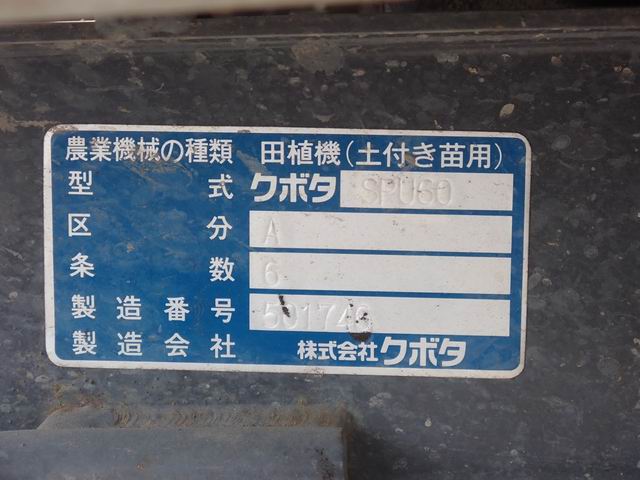 農業機械の種類 田植機(土付き苗用)
型式 クボタ SPU60
区分 A
条数 6
製造番号
製造会社 株式会社クボタ